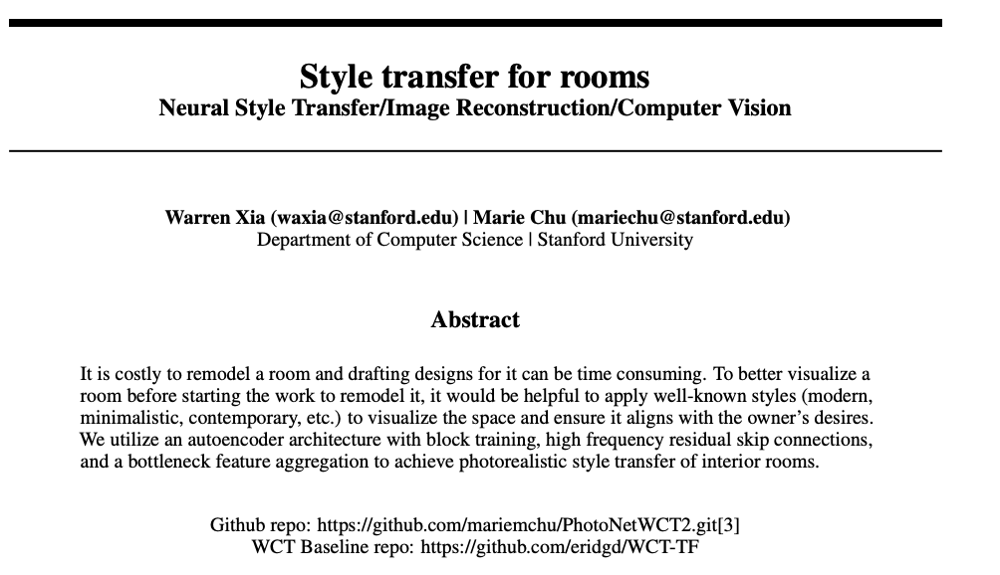 Style transfer for rooms
Neural Style Transfer/Image Reconstruction/Computer Vision
Warren Xia (waxia@stanford.edu) | Marie Chu (mariechu@stanford.edu)
Department of Computer Science | Stanford University
Abstract
It is costly to remodel a room and drafting designs for it can be time consuming. To better visualize a
room before starting the work to remodel it, it would be helpful to apply well-known styles (modern,
minimalistic, contemporary, etc.) to visualize the space and ensure it aligns with the owner's desires.
We utilize an autoencoder architecture with block training, high frequency residual skip connections,
and a bottleneck feature aggregation to achieve photorealistic style transfer of interior rooms.
Github repo: https://github.com/mariemchu/PhotoNetWCT2.git[3]
WCT Baseline repo: https://github.com/eridgd/WCT-TF